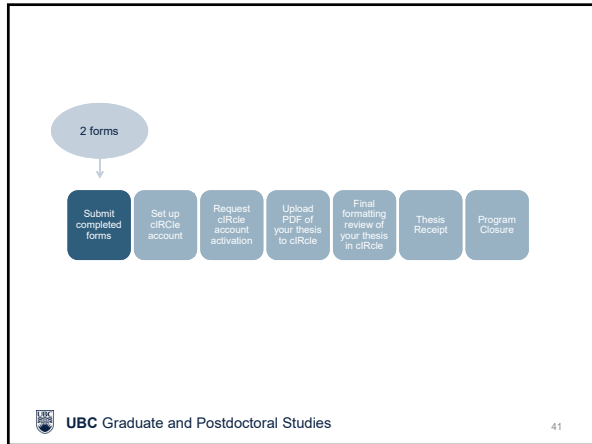 2 forms
Submit
completed
forms
Set up
cIRCle
account
Request
cIRcle
account
activation
Upload
PDF of
your thesis
to cIRcle
Final
formatting
review of
your thesis
in cIRcle
Thesis
Receipt
Program
Closure
UBC
UBC Graduate and Postdoctoral Studies
41